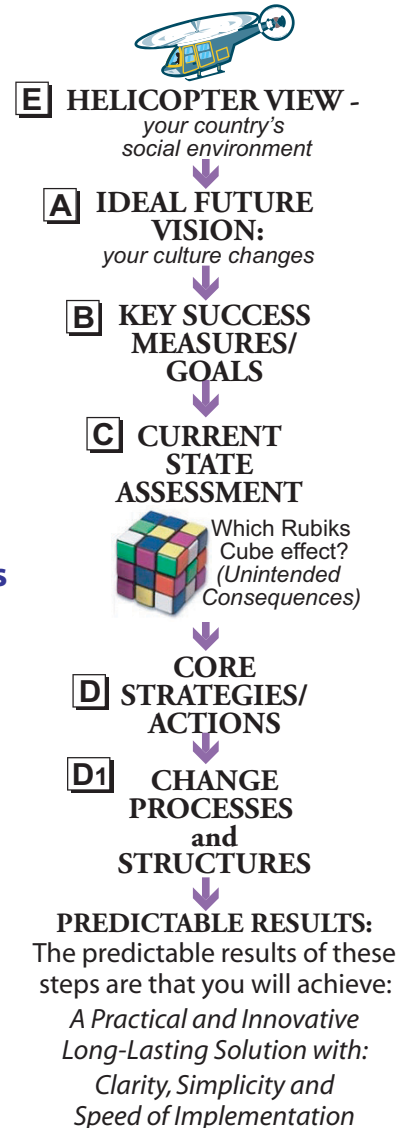 E HELICOPTER VIEW -
your country's
social environment
A IDEAL FUTURE
VISION:
your culture changes
B KEY SUCCESS
MEASURES/
GOALS
C CURRENT
STATE
ASSESSMENT
Which Rubiks
Cube effect?
(Unintended
Consequences)
s
CORE
D STRATEGIES/
ACTIONS
D1 CHANGE
PROCESSES
and
STRUCTURES
PREDICTABLE RESULTS:
The predictable results of these
steps are that you will achieve:
A Practical and Innovative
Long-Lasting Solution with:
Clarity, Simplicity and
Speed of Implementation